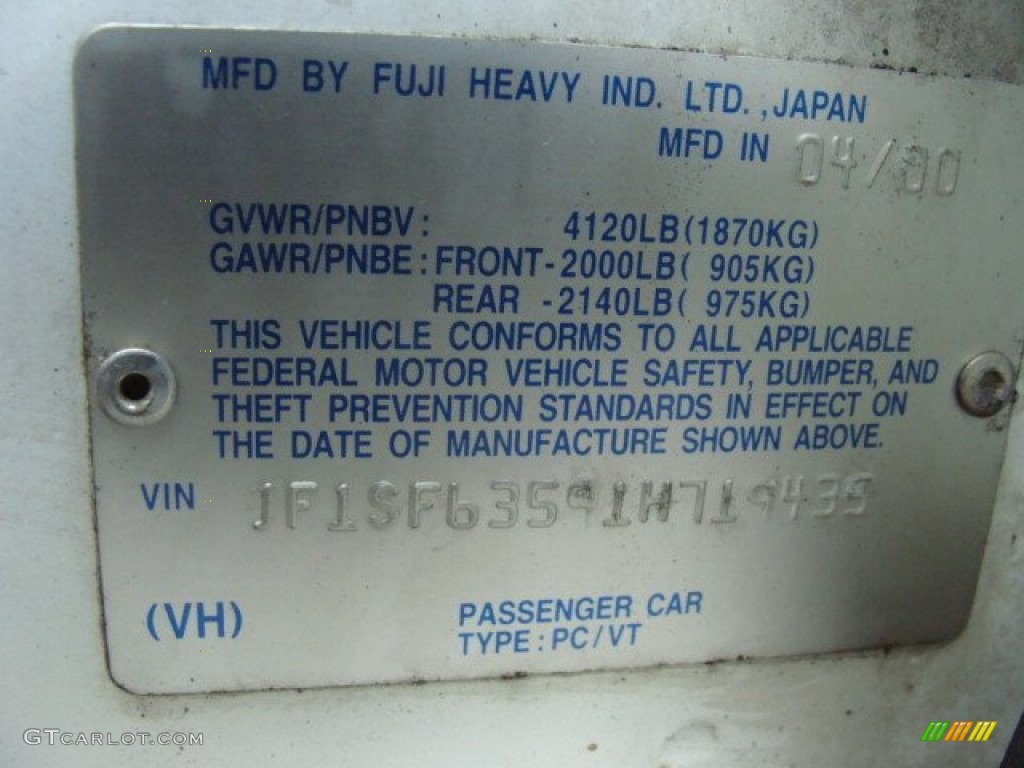 MFD BY FUJI HEAVY IND. LTD.,JAPAN
MFD IN 04/00
GVWR/PNBV: 4120LB(1870KG)
GAWR/PNBE:FRONT-2000LB( 905KG)
REAR -2140LB( 975KG)
THIS VEHICLE CONFORMS TO ALL APPLICABLE
FEDERAL MOTOR VEHICLE SAFETY, BUMPER, AND
THEFT PREVENTION STANDARDS IN EFFECT ON
THE DATE OF MANUFACTURE SHOWN ABOVE.
VIN JF1SF63591H719435
(VH) PASSENGER CAR
TYPE:PC/VT
GTCARLOT.COM